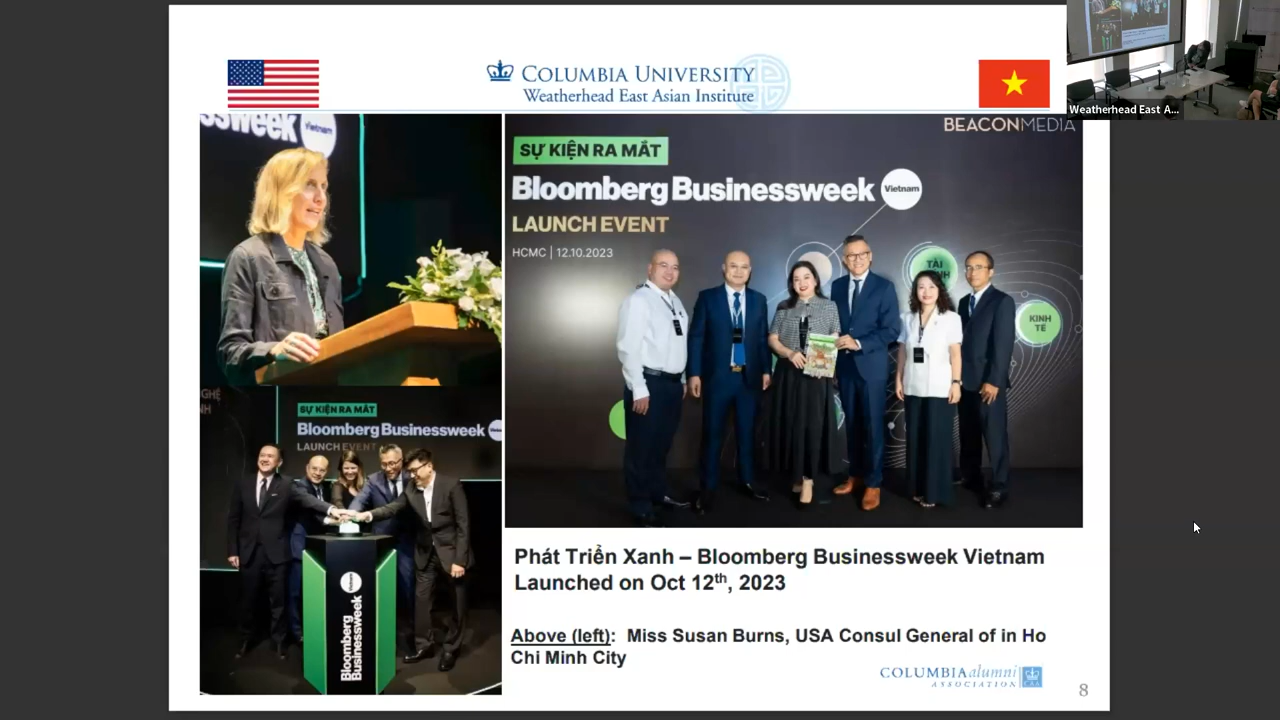 COLUMBIA UNIVERSITY
Weatherhead East Asian Institute
Weatherhead East A...
Vietnam
BEACONMEDIA
SỰ KIỆN RA MẮT
Bloomberg Businessweek Vietnam
LAUNCH EVENT
HCMC | 12.10.2023
TÀI
KINH
TẾ
SỰ KIỆN RA MẮT
Bloomberg Businessweek
LAUNCH EVENT
Bloomberg
Businessweek
Phát Triển Xanh – Bloomberg Businessweek Vietnam
Launched on Oct 12th, 2023
Above (left): Miss Susan Burns, USA Consul General of in Ho
Chi Minh City
COLUMBIA alumni
ASSOCIATION
8